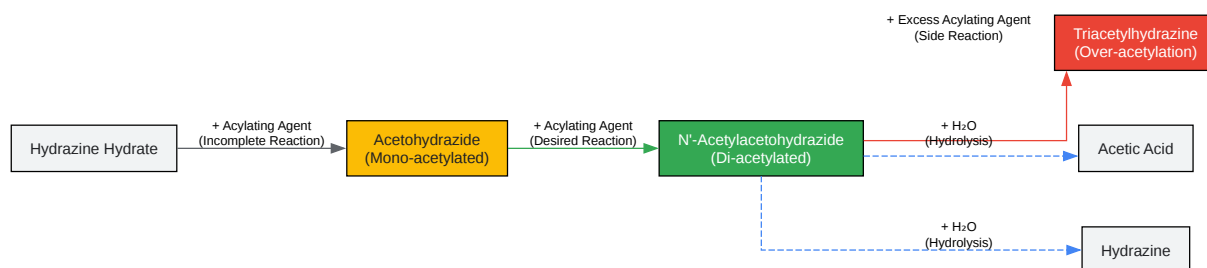 + Excess Acylating Agent
(Side Reaction)
Triacetylhydrazine
(Over-acetylation)
Hydrazine Hydrate
+ Acylating Agent
(Incomplete Reaction)
Acetohydrazide
(Mono-acetylated)
+ Acylating Agent
(Desired Reaction)
N'-Acetylacetohydrazide
(Di-acetylated)
+ H₂O
(Hydrolysis)
Acetic Acid
+ H₂O
(Hydrolysis)
Hydrazine